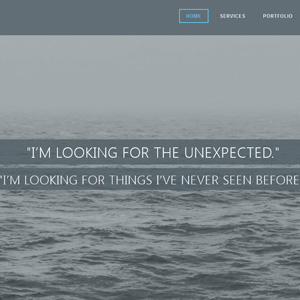 HOME SERVICES PORTFOLIO
"I'M LOOKING FOR THE UNEXPECTED."
"I'M LOOKING FOR THINGS I'VE NEVER SEEN BEFORE